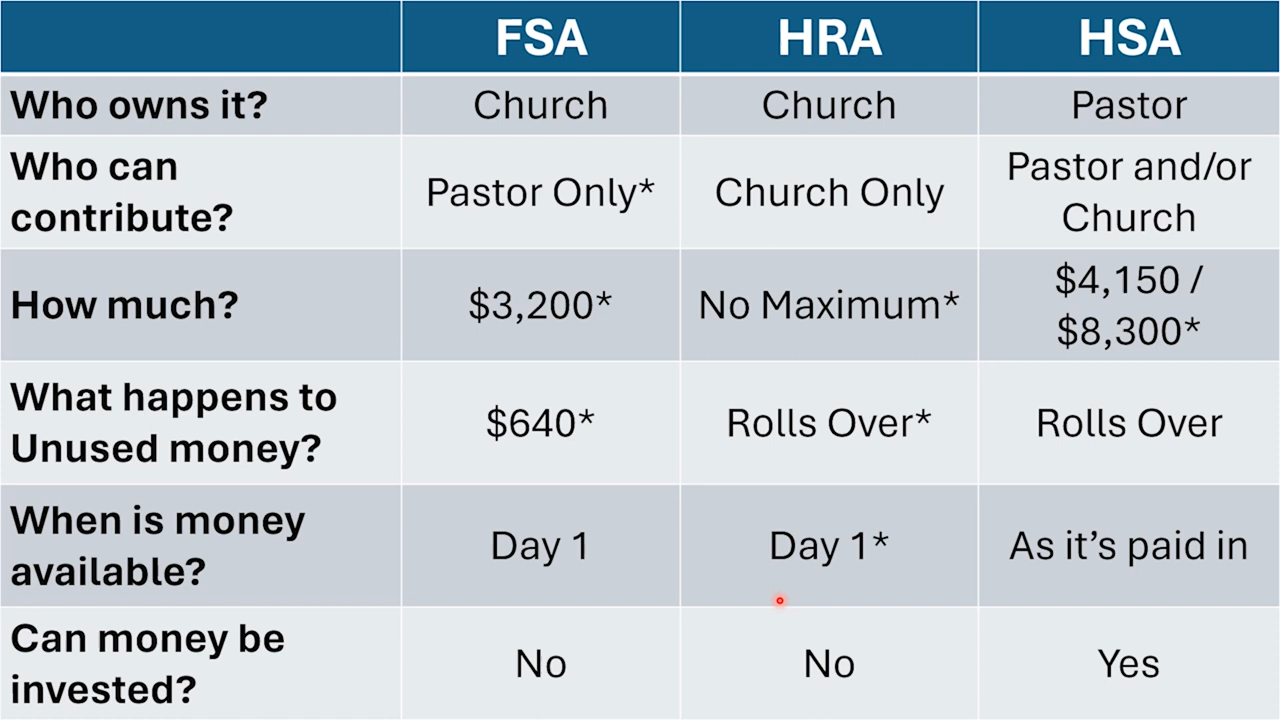 FSA HRA HSA
Who owns it? Church Church Pastor
Who can
contribute? Pastor Only* Church Only Pastor and/or
Church
How much? $3,200* No Maximum* $4,150 /
$8,300*
What happens to
Unused money? $640* Rolls Over* Rolls Over
When is money
available? Day 1 Day 1* As it’s paid in
Can money be
invested? No No Yes